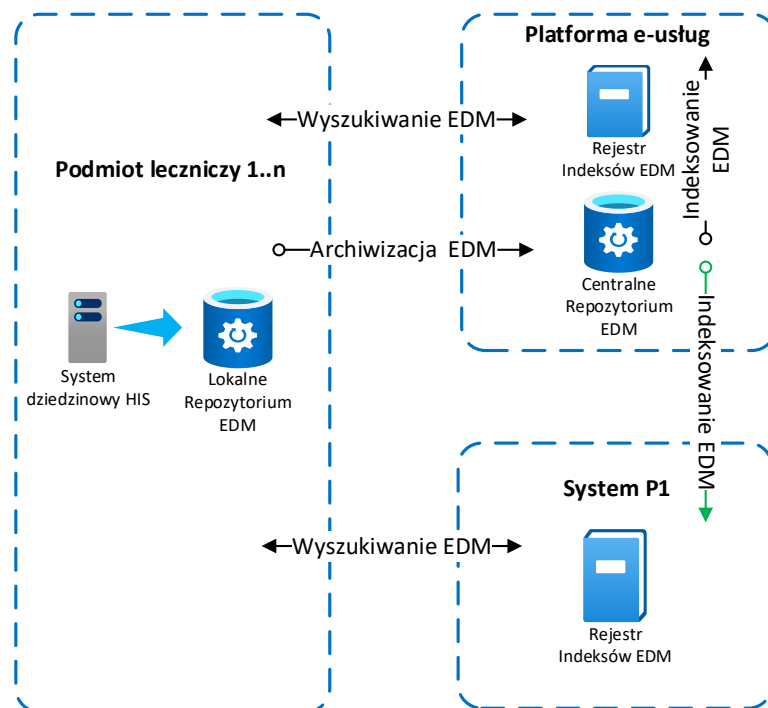 Platforma e-usług
Wyszukiwanie EDM
Rejestr
Indeksów EDM
Indeksowanie
EDM
Podmiot leczniczy 1..n
Archiwizacja EDM
Centralne
Repozytorium
EDM
System
dziedzinowy HIS
Lokalne
Repozytorium
EDM
Indeksowanie EDM
System P1
Wyszukiwanie EDM
Rejestr
Indeksów EDM